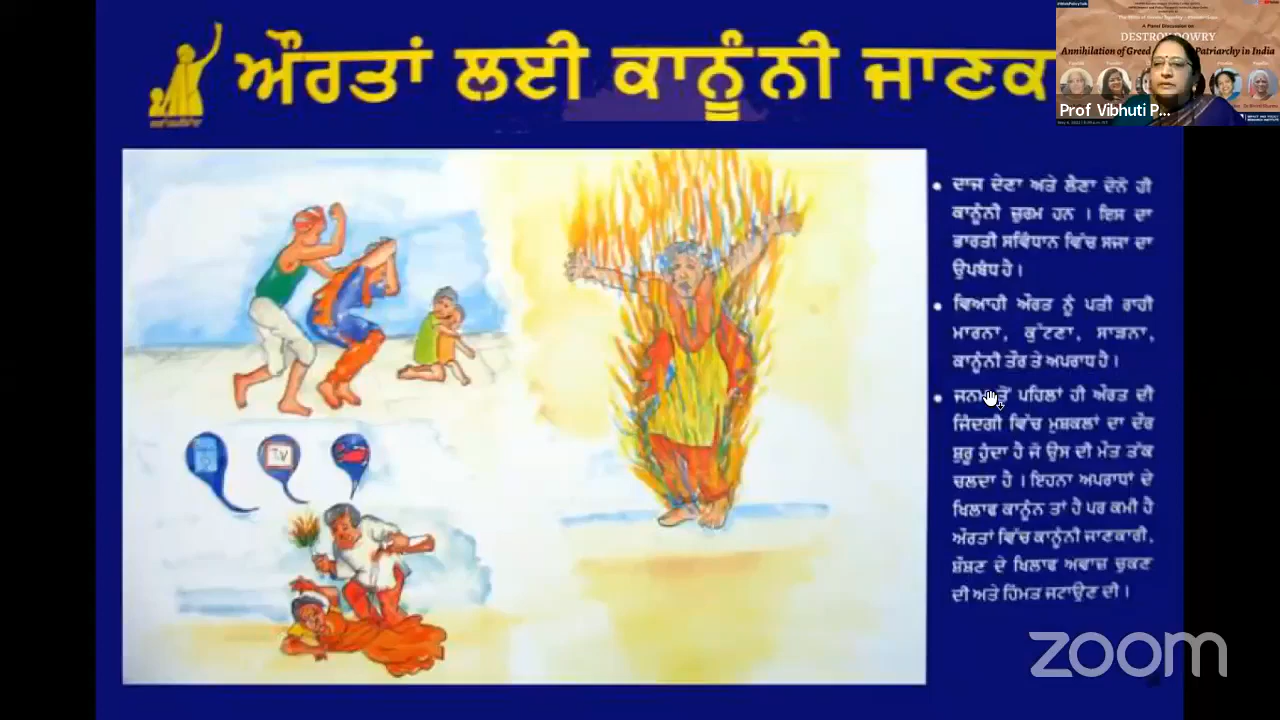 ਔਰਤਾਂ ਲਈ ਕਾਨੂੰਨੀ ਜਾਣਕ
DESTROY DOWRY
Annihilation of Greed Patriarchy in India
Prof Vibhuti P...
• ਦਾਜ ਦੇਣਾ ਅਤੇ ਲੈਣਾ ਦੋਨੋ ਹੀ
ਕਾਨੂੰਨੀ ਜੁਰਮ ਹਨ । ਇਸ ਦਾ
ਭਾਰਤੀ ਸਵਿੰਧਾਨ ਵਿੱਚ ਸਜਾ ਦਾ
ਉਪਬੰਧ ਹੈ ।
• ਵਿਆਹੀ ਔਰਤ ਨੂੰ ਪਤੀ ਰਾਹੀ
ਮਾਰਨਾ, ਕੁੱਟਣਾ, ਸਾੜਨਾ,
ਕਾਨੂੰਨੀ ਤੌਰ ਤੇ ਅਪਰਾਧ ਹੈ ।
• ਪਹਿਲਾਂ ਹੀ ਔਰਤ ਦੀ
ਜਿੰਦਗੀ ਵਿੱਚ ਮੁਸ਼ਕਲਾਂ ਦਾ ਦੌਰ
ਸ਼ੁਰੂ ਹੁੰਦਾ ਹੈ ਜੋ ਉਸ ਦੀ ਮੌਤ ਤੱਕ
ਚਲਦਾ ਹੈ । ਇਹਨਾ ਅਪਰਾਧਾਂ ਦੇ
ਖਿਲਾਫ ਕਾਨੂੰਨ ਤਾਂ ਹੈ ਪਰ ਕਮੀ ਹੈ
ਔਰਤਾਂ ਵਿੱਚ ਕਾਨੂੰਨੀ ਜਾਣਕਾਰੀ,
ਸ਼ੋਸ਼ਣ ਦੇ ਖਿਲਾਫ ਅਵਾਜ਼ ਚੁਕਣ
ਦੀ ਅਤੇ ਹਿੰਮਤ ਜਟਾਉਣ ਦੀ ।
TV
zoom